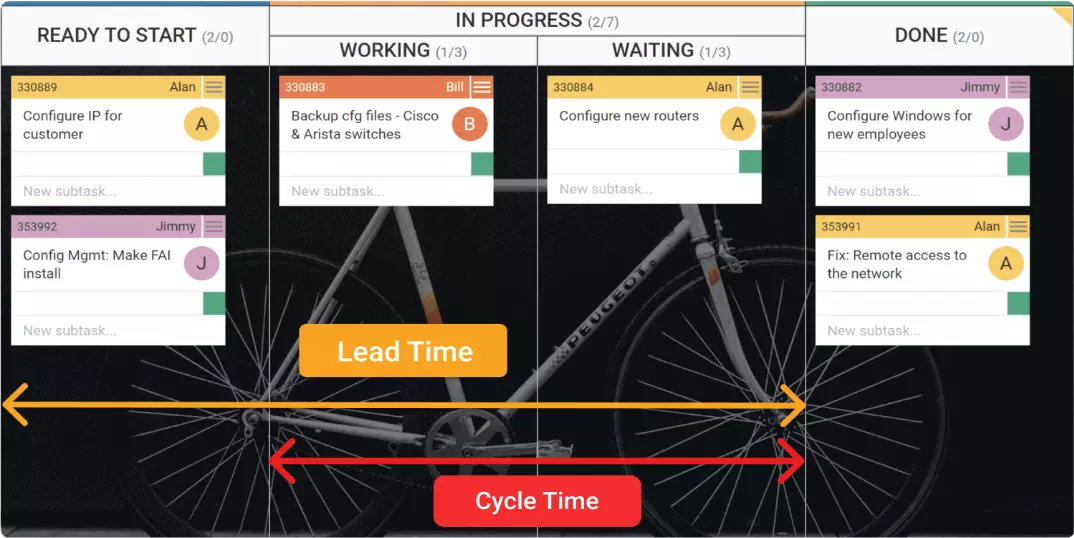 READY TO START (2/0)
IN PROGRESS (2/7)
WORKING (1/3)
WAITING (1/3)
DONE (2/0)
330889 Alan
Configure IP for
customer
A
New subtask...
353992 Jimmy
Config Mgmt: Make FAI
install
J
New subtask...
330883 Bill
Backup cfg files - Cisco
& Arista switches
B
New subtask...
330884 Alan
Configure new routers
A
New subtask...
330882 Jimmy
Configure Windows for
new employees
J
New subtask...
353991 Alan
Fix: Remote access to
the network
A
New subtask...
PEUGEOT
Lead Time
Cycle Time